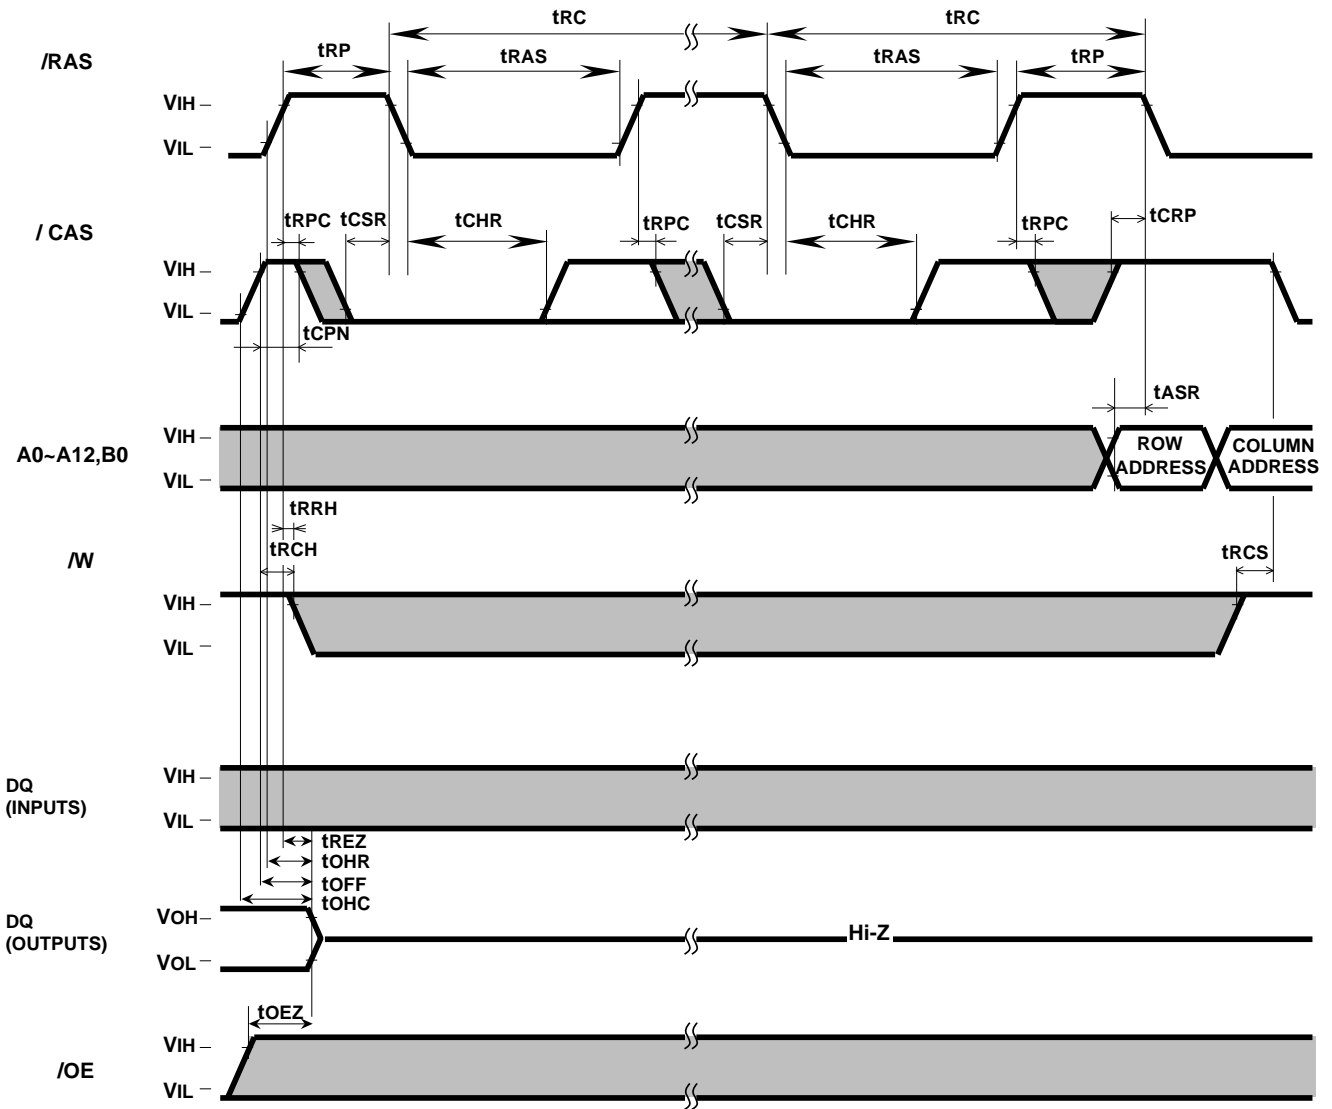 tRC tRC
tRP tRAS tRAS tRP
/RAS
VIH
VIL
tRPC tCSR tCHR tRPC tCSR tCHR tRPC tCRP
/ CAS
VIH
VIL
tCPN
tASR
A0~A12,B0
VIH
VIL
ROW
ADDRESS
COLUMN
ADDRESS
tRRH
tRCH
tRCS
/W
VIH
VIL
DQ
(INPUTS)
VIH
VIL
tREZ
tOHR
tOFF
tOHC
DQ
(OUTPUTS)
VOH
VOL
Hi-Z
tOEZ
/OE
VIH
VIL